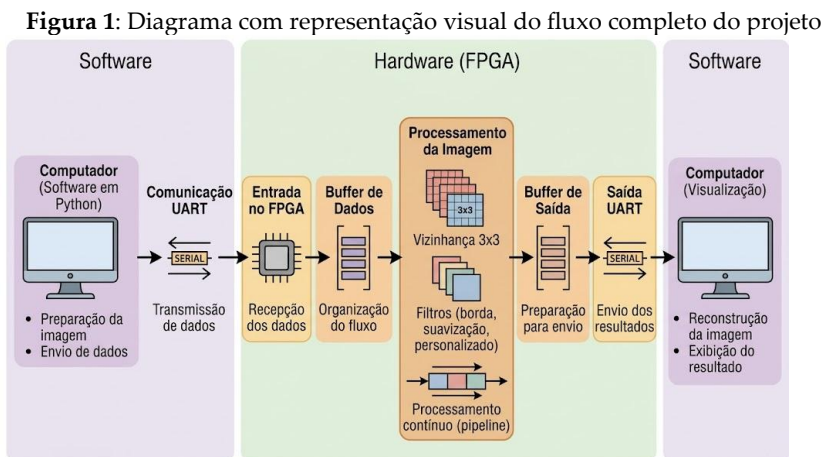 Figura 1: Diagrama com representação visual do fluxo completo do projeto
Software
Hardware (FPGA)
Software
Computador
(Software em
Python)
• Preparação da
imagem
• Envio de dados
Comunicação
UART
SERIAL
Transmissão
de dados
Entrada
no FPGA
Recepção
dos dados
Buffer de
Dados
Organização
do fluxo
Processamento
da Imagem
3x3
Vizinhança 3x3
Filtros (borda,
suavização,
personalizado)
Processamento
contínuo (pipeline)
Buffer de
Saída
Preparação
para envio
Saída
UART
SERIAL
Envio dos
resultados
Computador
(Visualização)
• Reconstrução
da imagem
• Exibição do
resultado